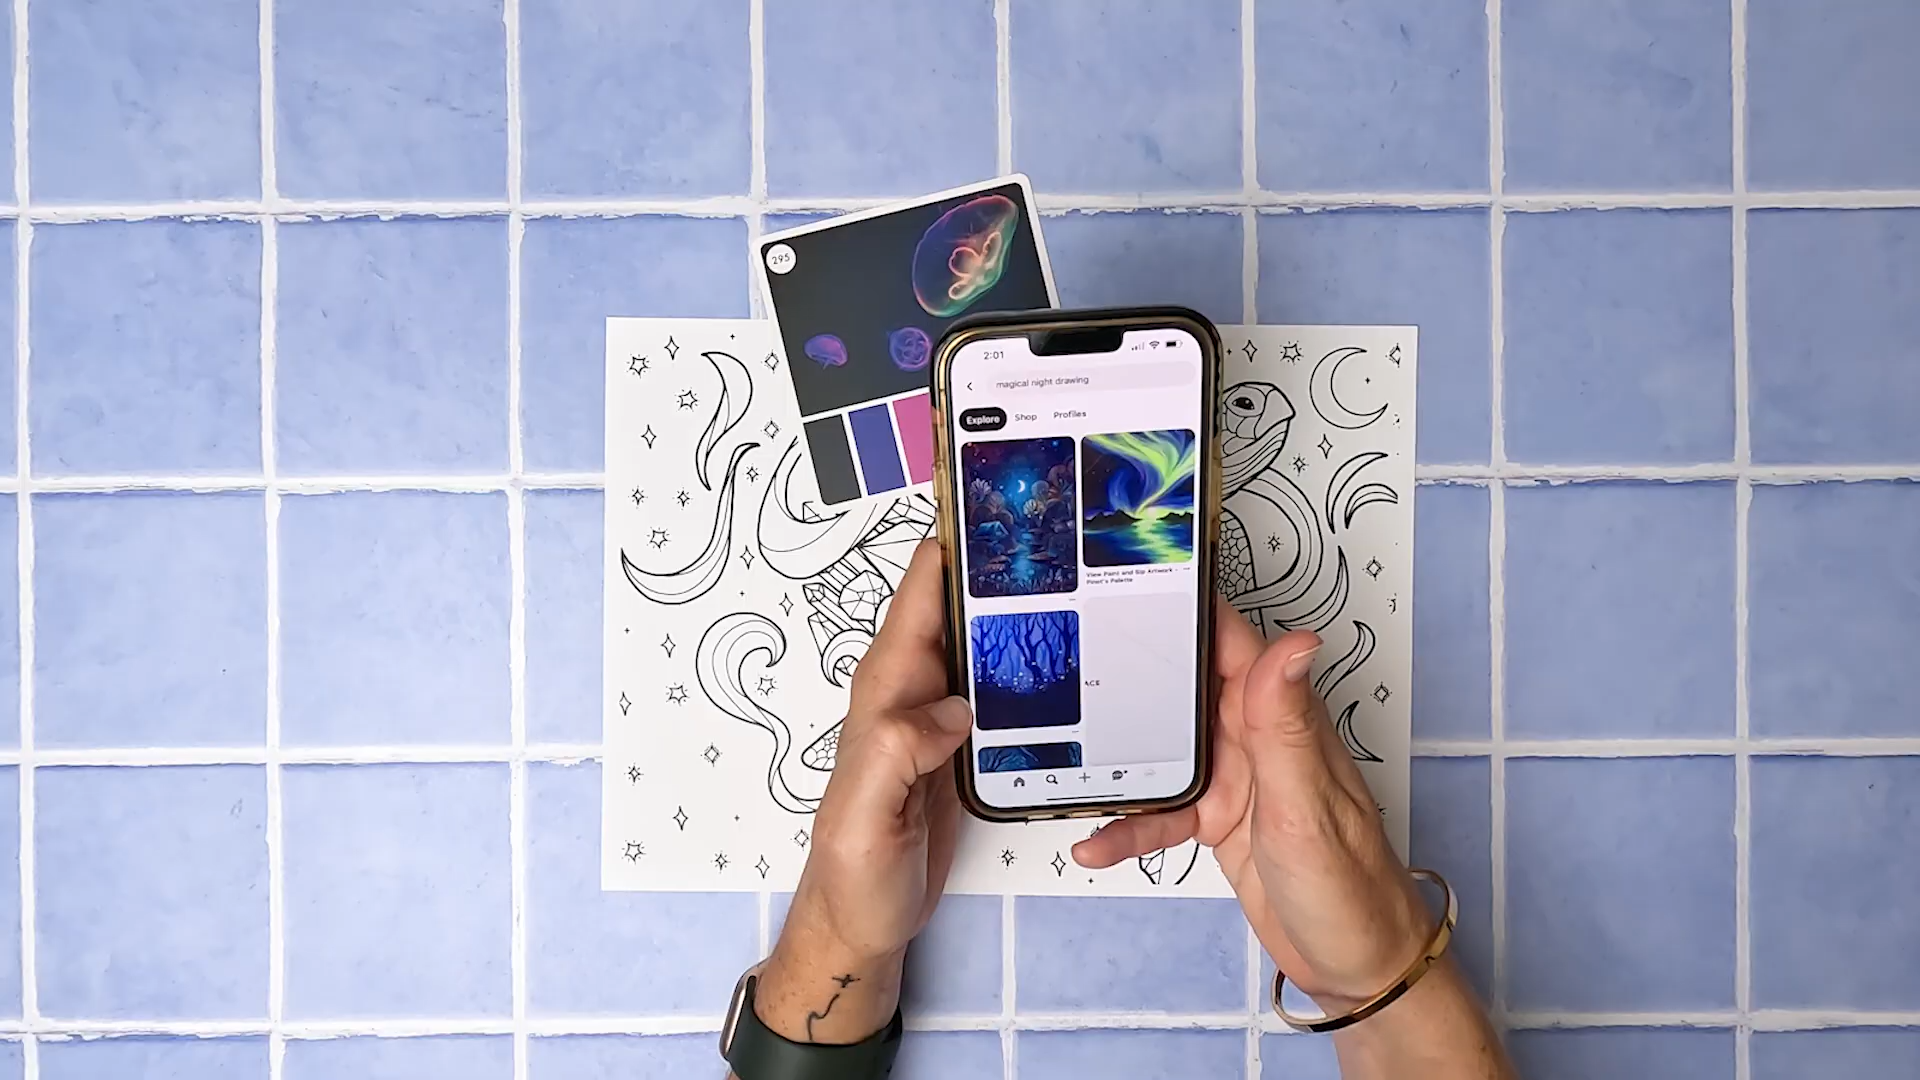 295
2:01
magical night drawing
Explore
Shop
Profiles
View Paint and Sip Artwork -
Pinot's Palette
ACE